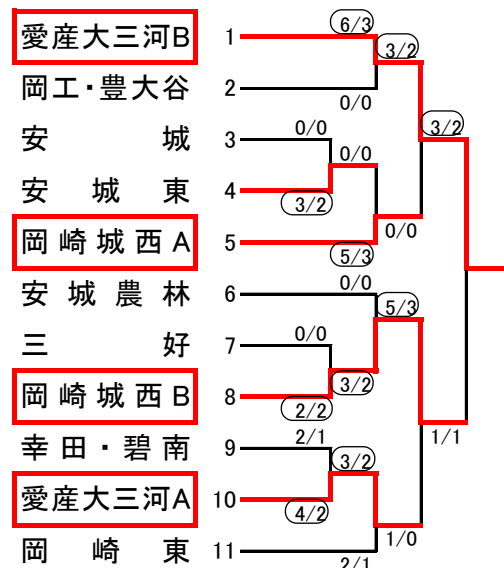 6/3
愛産大三河B 1
3/2
岡工・豊大谷 2
0/0
安城 3 0/0
3/2
0/0
安城東 4
3/2
岡崎城西A 5
0/0
5/3
安城農林 6 0/0
5/3
三好 7 0/0
3/2
岡崎城西B 8
2/2
幸田・碧南 9 2/1
1/1
3/2
愛産大三河A 10
4/2
1/0
岡崎東 11
2/1